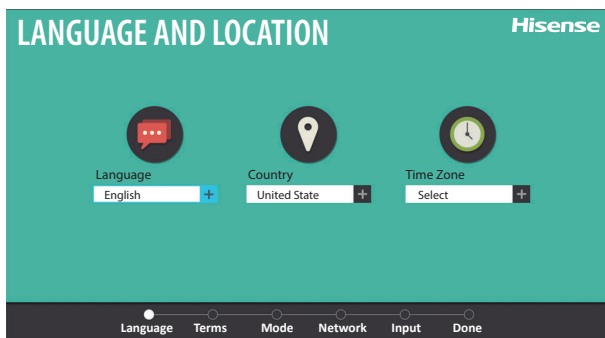 LANGUAGE AND LOCATION
Hisense
Language
Country
Time Zone
English +
United State +
Select +
Language Terms Mode Network Input Done